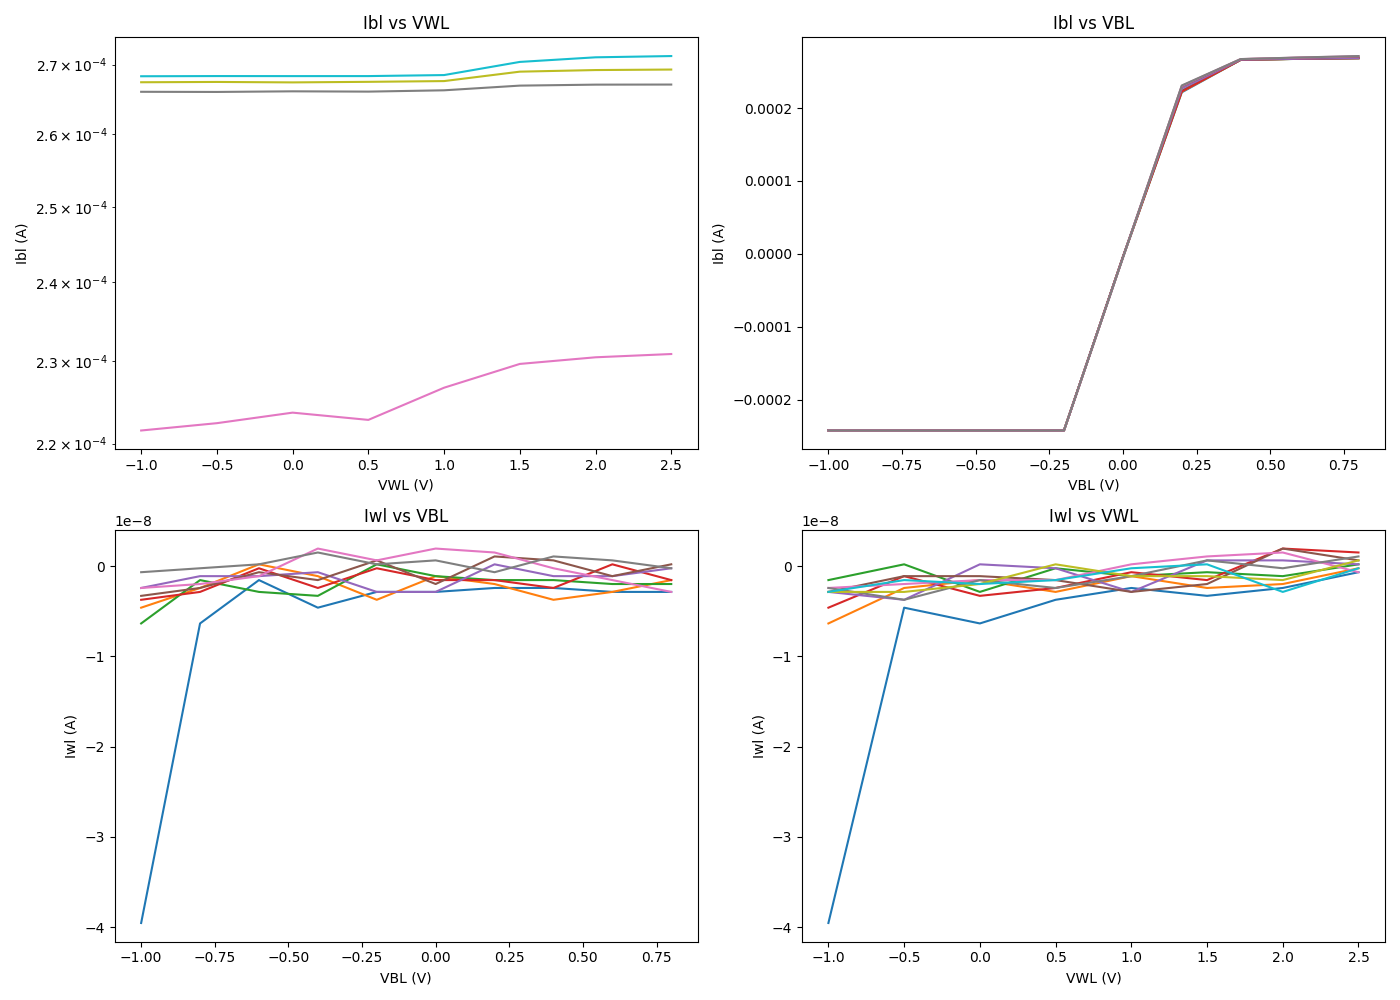 Ibl vs VWL
Ibl (A)
2.7 × 10⁻⁴
2.6 × 10⁻⁴
2.5 × 10⁻⁴
2.4 × 10⁻⁴
2.3 × 10⁻⁴
2.2 × 10⁻⁴
−1.0 −0.5 0.0 0.5 1.0 1.5 2.0 2.5
VWL (V)
Ibl vs VBL
Ibl (A)
0.0002
0.0001
0.0000
−0.0001
−0.0002
−1.00 −0.75 −0.50 −0.25 0.00 0.25 0.50 0.75
VBL (V)
Iwl vs VBL
1e−8
Iwl (A)
0
−1
−2
−3
−4
−1.00 −0.75 −0.50 −0.25 0.00 0.25 0.50 0.75
VBL (V)
Iwl vs VWL
1e−8
Iwl (A)
0
−1
−2
−3
−4
−1.0 −0.5 0.0 0.5 1.0 1.5 2.0 2.5
VWL (V)